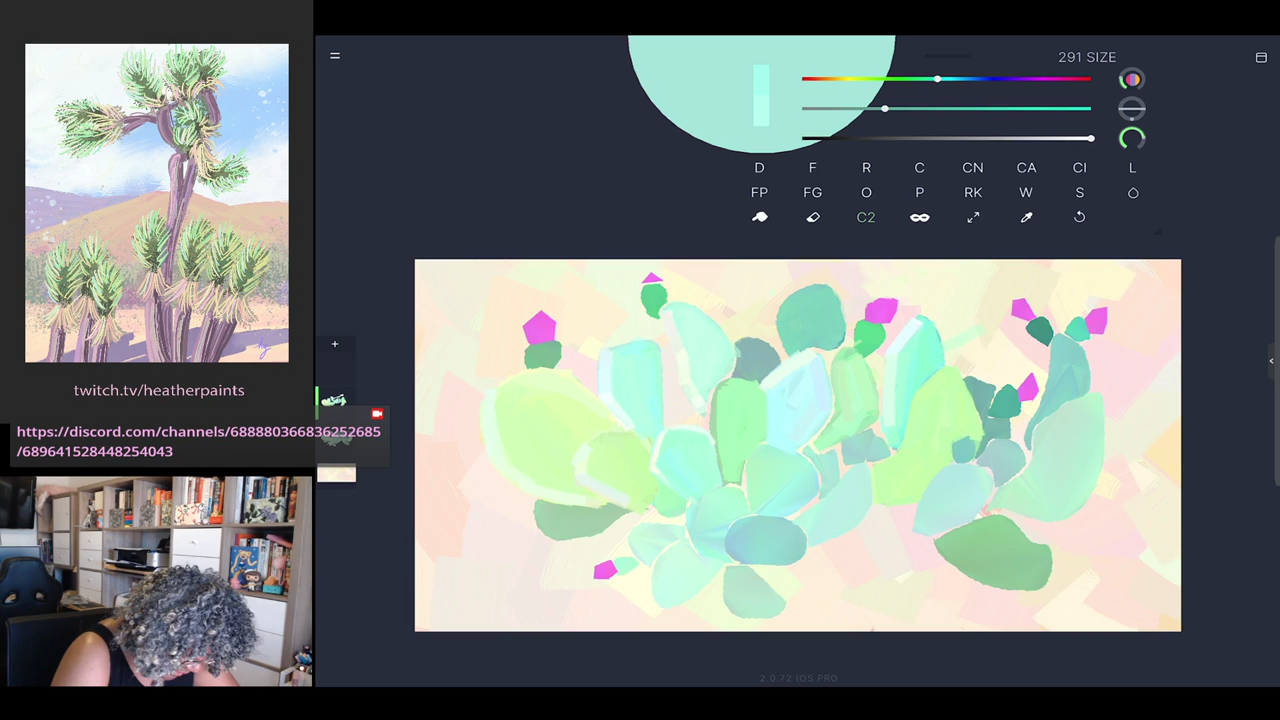 291 SIZE
D F R C CN CA CI L
FP FG O P RK W S
C2
twitch.tv/heatherpaints
https://discord.com/channels/688880366836252685
/689641528448254043
2.0.72 IOS PRO